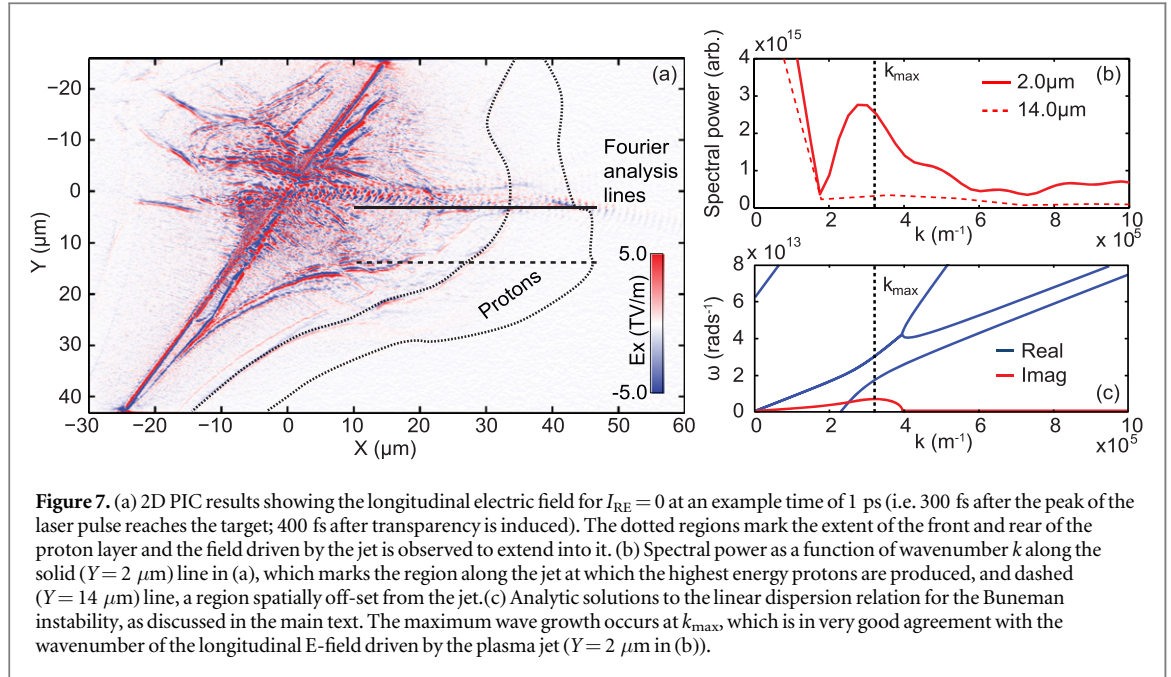 (a)
−20
−10
0
10
20
30
40
Y (μm)
−30
−20
−10
0
10
20
30
40
50
60
X (μm)
Fourier
analysis
lines
Protons
5.0
-5.0
Ex (TV/m)
x10¹⁵
4
3
2
1
0
Spectral power (arb.)
k_max
(b)
2.0μm
14.0μm
0
2
4
6
8
10
k (m⁻¹)
x 10⁵
x 10¹³
8
6
4
2
0
ω (rads⁻¹)
k_max
Real
Imag
(c)
0
2
4
6
8
10
k (m⁻¹)
x10⁵
Figure 7. (a) 2D PIC results showing the longitudinal electric field for I_RE = 0 at an example time of 1 ps (i.e. 300 fs after the peak of the
laser pulse reaches the target; 400 fs after transparency is induced). The dotted regions mark the extent of the front and rear of the
proton layer and the field driven by the jet is observed to extend into it. (b) Spectral power as a function of wavenumber k along the
solid (Y = 2 μm) line in (a), which marks the region along the jet at which the highest energy protons are produced, and dashed
(Y = 14 μm) line, a region spatially off-set from the jet.(c) Analytic solutions to the linear dispersion relation for the Buneman
instability, as discussed in the main text. The maximum wave growth occurs at k_max, which is in very good agreement with the
wavenumber of the longitudinal E-field driven by the plasma jet (Y = 2 μm in (b)).